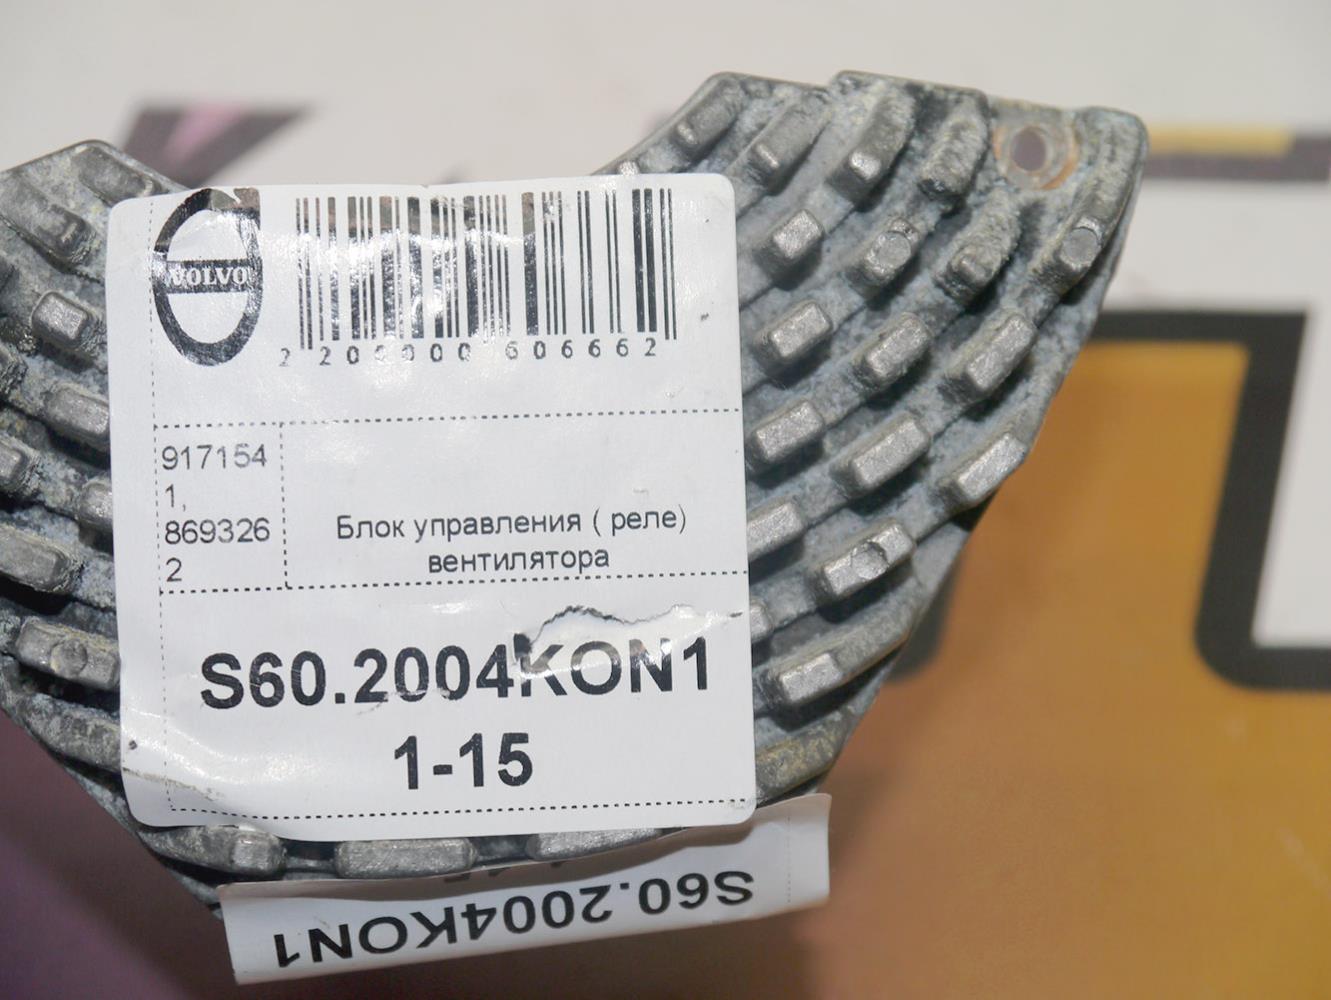 VOLVO
2 200000 606662
917154
1,
869326
2
Блок управления ( реле)
вентилятора
S60.2004KON1
1-15
S60.2004KON1